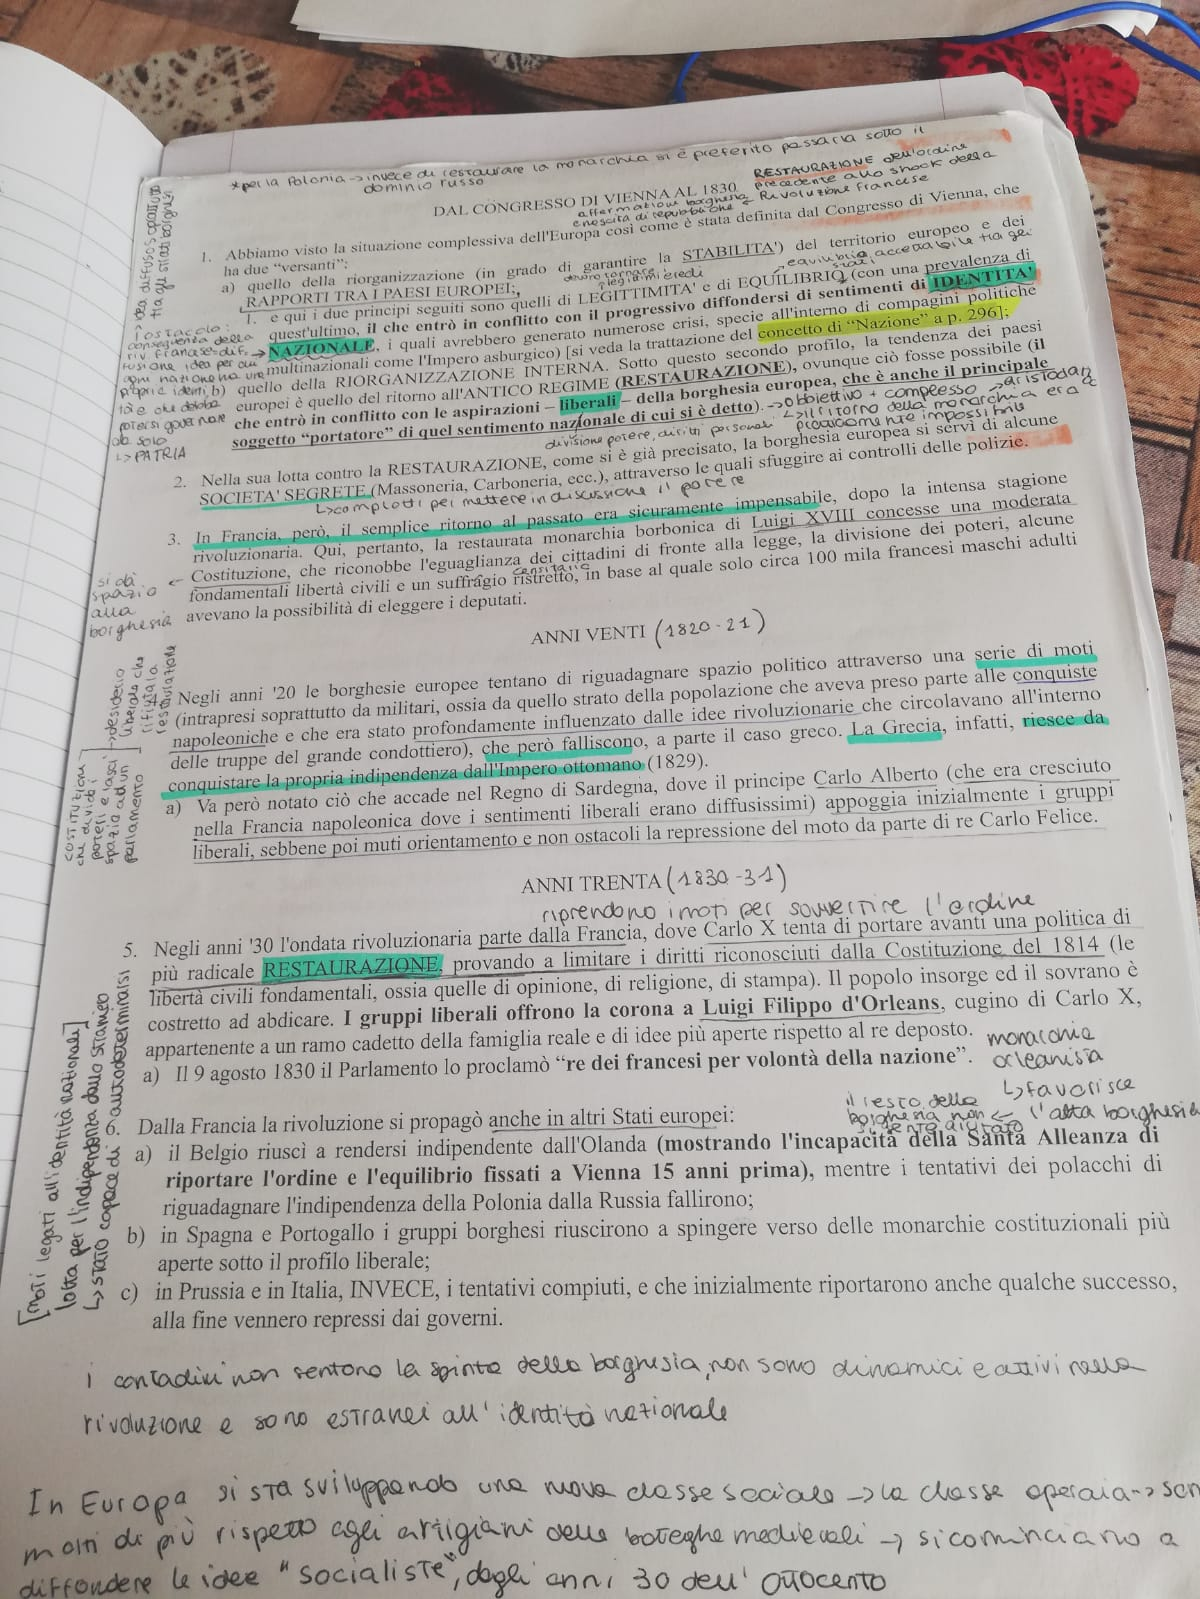 *per la Polonia → invece di restaurare la monarchia si è preferito passarla sotto il
dominio russo
RESTAURAZIONE dell'ordine
precedente allo shock della
Rivoluzione Francese
DAL CONGRESSO DI VIENNA AL 1830
affermazione borghesia
e nascita di repubbliche
1. Abbiamo visto la situazione complessiva dell'Europa così come è stata definita dal Congresso di Vienna, che
ha due “versanti”:
a) quello della riorganizzazione (in grado di garantire la STABILITA') del territorio europeo e dei
RAPPORTI TRA I PAESI EUROPEI;
equilibrio accettabile tra gli
stati
legittimi eredi
1. e qui i due principi seguiti sono quelli di LEGITTIMITA' e di EQUILIBRIO (con una prevalenza di
quest'ultimo, il che entrò in conflitto con il progressivo diffondersi di sentimenti di IDENTITA'
NAZIONALE, i quali avrebbero generato numerose crisi, specie all'interno di compagini politiche
multinazionali come l'Impero asburgico) [si veda la trattazione del concetto di “Nazione” a p. 296];
b) quello della RIORGANIZZAZIONE INTERNA. Sotto questo secondo profilo, la tendenza dei paesi
europei è quello del ritorno all'ANTICO REGIME (RESTAURAZIONE), ovunque ciò fosse possibile (il
che entrò in conflitto con le aspirazioni – liberali – della borghesia europea, che è anche il principale
soggetto “portatore” di quel sentimento nazionale di cui si è detto).
→ obbiettivo + complesso
↳ il ritorno della monarchia era
praticamente impossibile
divisione potere, diritti personali
1 ostacolo:
conseguenza della
riv. francese = dif-
fusione idea per cui
ogni nazione ha una
propria identi-
tà e che debba
potersi governare
da sola
↳ PATRIA
2. Nella sua lotta contro la RESTAURAZIONE, come si è già precisato, la borghesia europea si servì di alcune
SOCIETA' SEGRETE (Massoneria, Carboneria, ecc.), attraverso le quali sfuggire ai controlli delle polizie.
↳ complotti per mettere in discussione il potere
3. In Francia, però, il semplice ritorno al passato era sicuramente impensabile, dopo la intensa stagione
rivoluzionaria. Qui, pertanto, la restaurata monarchia borbonica di Luigi XVIII concesse una moderata
Costituzione, che riconobbe l'eguaglianza dei cittadini di fronte alla legge, la divisione dei poteri, alcune
censitario
fondamentali libertà civili e un suffragio ristretto, in base al quale solo circa 100 mila francesi maschi adulti
avevano la possibilità di eleggere i deputati.
si dà
spazio
alla
borghesia
ANNI VENTI (1820-21)
Negli anni '20 le borghesie europee tentano di riguadagnare spazio politico attraverso una serie di moti
(intrapresi soprattutto da militari, ossia da quello strato della popolazione che aveva preso parte alle conquiste
napoleoniche e che era stato profondamente influenzato dalle idee rivoluzionarie che circolavano all'interno
delle truppe del grande condottiero), che però falliscono, a parte il caso greco. La Grecia, infatti, riesce da
conquistare la propria indipendenza dall'Impero ottomano (1829).
a) Va però notato ciò che accade nel Regno di Sardegna, dove il principe Carlo Alberto (che era cresciuto
nella Francia napoleonica dove i sentimenti liberali erano diffusissimi) appoggia inizialmente i gruppi
liberali, sebbene poi muti orientamento e non ostacoli la repressione del moto da parte di re Carlo Felice.
→ desiderio
liberale che
rifiuta la
restaurazione
costituzioni
che dividi i
poteri e lasci
spazio ad un
parlamento
ANNI TRENTA (1830-31)
riprendono i moti per sovvertire l'ordine
5. Negli anni '30 l'ondata rivoluzionaria parte dalla Francia, dove Carlo X tenta di portare avanti una politica di
più radicale RESTAURAZIONE, provando a limitare i diritti riconosciuti dalla Costituzione del 1814 (le
libertà civili fondamentali, ossia quelle di opinione, di religione, di stampa). Il popolo insorge ed il sovrano è
costretto ad abdicare. I gruppi liberali offrono la corona a Luigi Filippo d'Orleans, cugino di Carlo X,
appartenente a un ramo cadetto della famiglia reale e di idee più aperte rispetto al re deposto.
a) Il 9 agosto 1830 il Parlamento lo proclamò “re dei francesi per volontà della nazione”.
monarchia
orleanista
↳ favorisce
l'alta borghesia
il resto della
borghesia non
[moti legati all'identità nazionale]
lotta per l'indipendenza dallo straniero
↳ stato capace di autodeterminarsi
6. Dalla Francia la rivoluzione si propagò anche in altri Stati europei:
a) il Belgio riuscì a rendersi indipendente dall'Olanda (mostrando l'incapacità della Santa Alleanza di
riportare l'ordine e l'equilibrio fissati a Vienna 15 anni prima), mentre i tentativi dei polacchi di
riguadagnare l'indipendenza della Polonia dalla Russia fallirono;
b) in Spagna e Portogallo i gruppi borghesi riuscirono a spingere verso delle monarchie costituzionali più
aperte sotto il profilo liberale;
c) in Prussia e in Italia, INVECE, i tentativi compiuti, e che inizialmente riportarono anche qualche successo,
alla fine vennero repressi dai governi.
i contadini non sentono la spinta della borghesia, non sono dinamici e attivi nella
rivoluzione e sono estranei all'identità nazionale
In Europa si sta sviluppando una nuova classe sociale → la classe operaia → son
molti di più rispetto agli artigiani delle botteghe medievali → si cominciano a
diffondere le idee "socialiste", dagli anni 30 dell'Ottocento